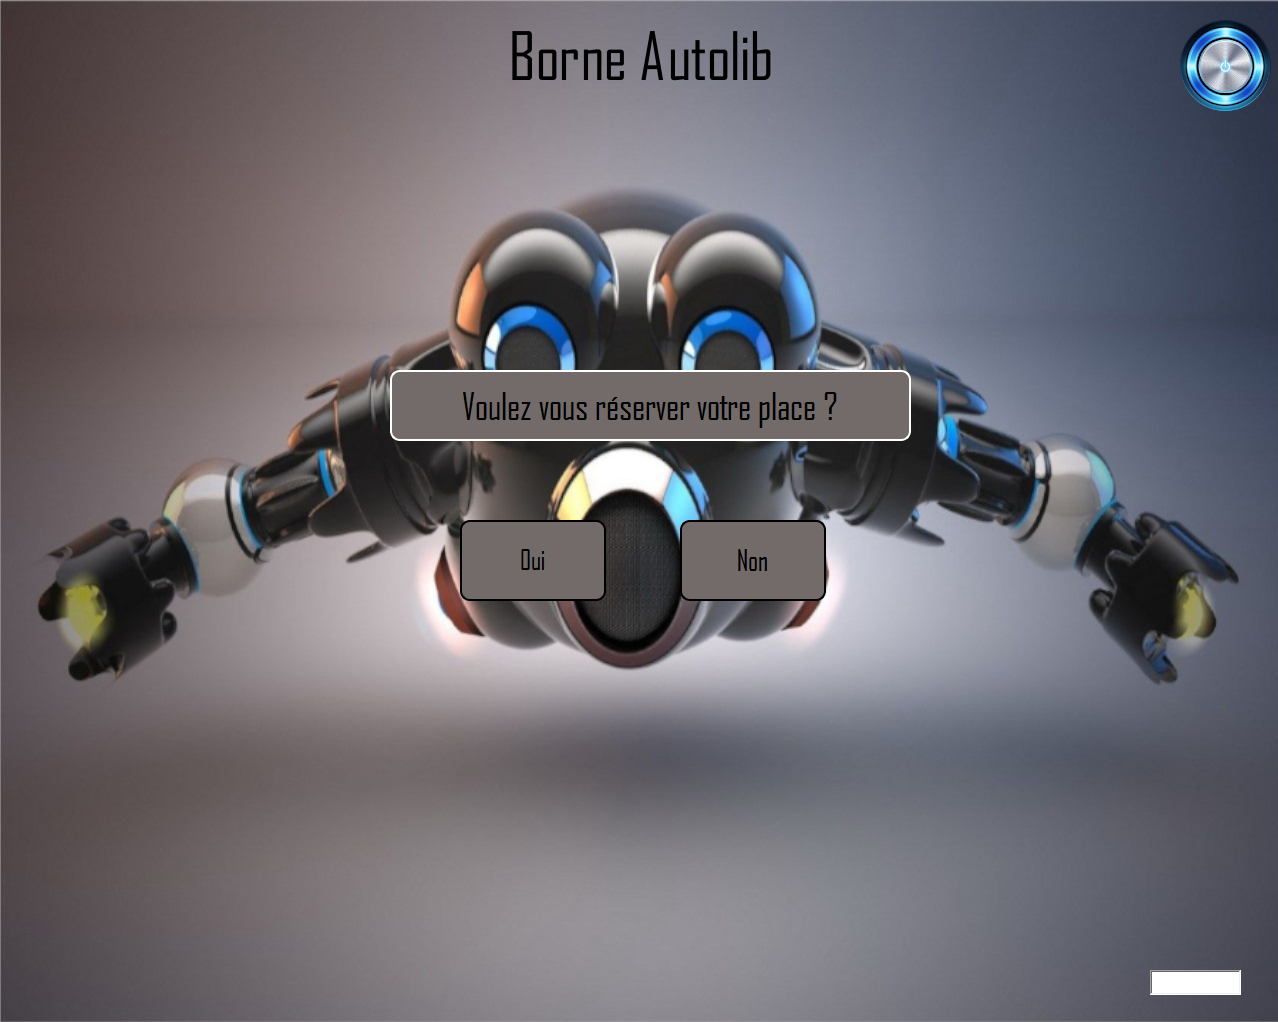 Borne Autolib
Voulez vous réserver votre place ?
Oui
Non